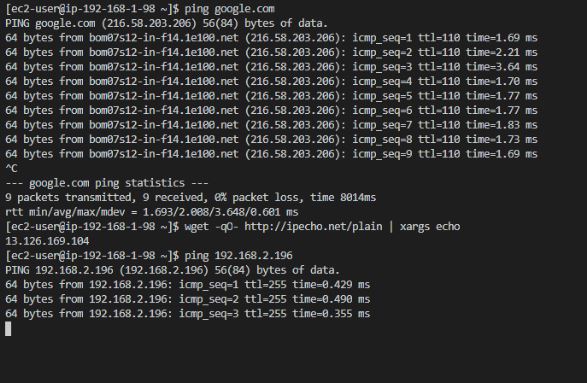 [ec2-user@ip-192-168-1-98 ~]$ ping google.com
PING google.com (216.58.203.206) 56(84) bytes of data.
64 bytes from bom07s12-in-f14.1e100.net (216.58.203.206): icmp_seq=1 ttl=110 time=1.69 ms
64 bytes from bom07s12-in-f14.1e100.net (216.58.203.206): icmp_seq=2 ttl=110 time=2.21 ms
64 bytes from bom07s12-in-f14.1e100.net (216.58.203.206): icmp_seq=3 ttl=110 time=3.64 ms
64 bytes from bom07s12-in-f14.1e100.net (216.58.203.206): icmp_seq=4 ttl=110 time=1.70 ms
64 bytes from bom07s12-in-f14.1e100.net (216.58.203.206): icmp_seq=5 ttl=110 time=1.77 ms
64 bytes from bom07s12-in-f14.1e100.net (216.58.203.206): icmp_seq=6 ttl=110 time=1.77 ms
64 bytes from bom07s12-in-f14.1e100.net (216.58.203.206): icmp_seq=7 ttl=110 time=1.83 ms
64 bytes from bom07s12-in-f14.1e100.net (216.58.203.206): icmp_seq=8 ttl=110 time=1.73 ms
64 bytes from bom07s12-in-f14.1e100.net (216.58.203.206): icmp_seq=9 ttl=110 time=1.69 ms
^C
--- google.com ping statistics ---
9 packets transmitted, 9 received, 0% packet loss, time 8014ms
rtt min/avg/max/mdev = 1.693/2.008/3.648/0.601 ms
[ec2-user@ip-192-168-1-98 ~]$ wget -qO- http://ipecho.net/plain | xargs echo
13.126.169.104
[ec2-user@ip-192-168-1-98 ~]$ ping 192.168.2.196
PING 192.168.2.196 (192.168.2.196) 56(84) bytes of data.
64 bytes from 192.168.2.196: icmp_seq=1 ttl=255 time=0.429 ms
64 bytes from 192.168.2.196: icmp_seq=2 ttl=255 time=0.490 ms
64 bytes from 192.168.2.196: icmp_seq=3 ttl=255 time=0.355 ms